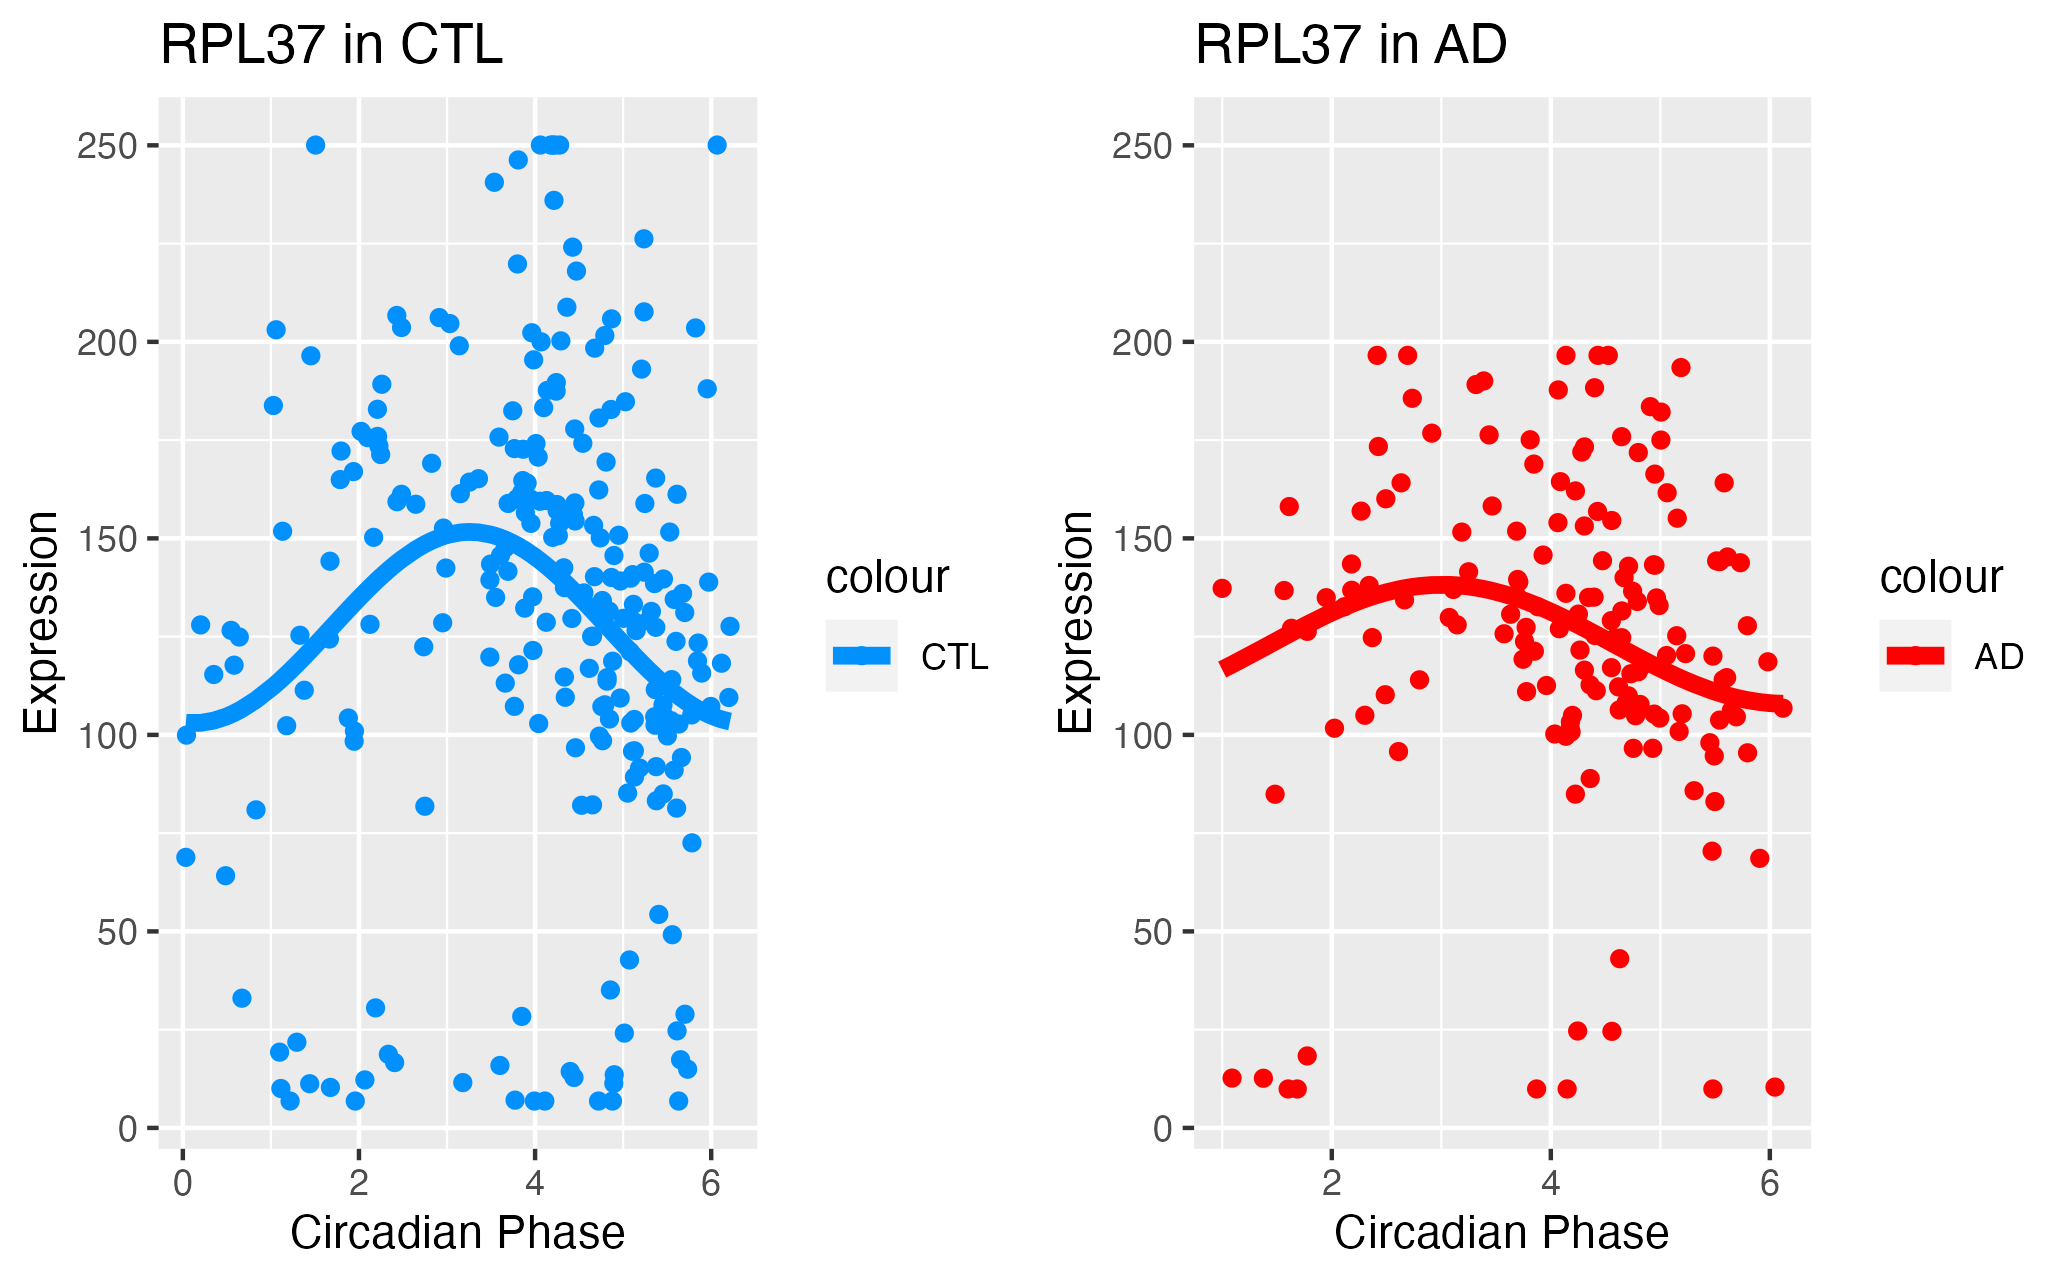 RPL37 in CTL
Expression
250
200
150
100
50
0
0 2 4 6
Circadian Phase
colour
CTL
RPL37 in AD
Expression
250
200
150
100
50
0
2 4 6
Circadian Phase
colour
AD